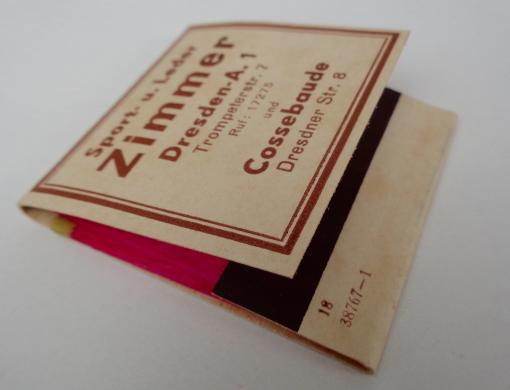 Sport- u. Leder
Zimmer
Dresden-A. 1
Trompeterstr. 7
Ruf: 17275
und
Cossebaude
Dresdner Str. 8
18
38767-1